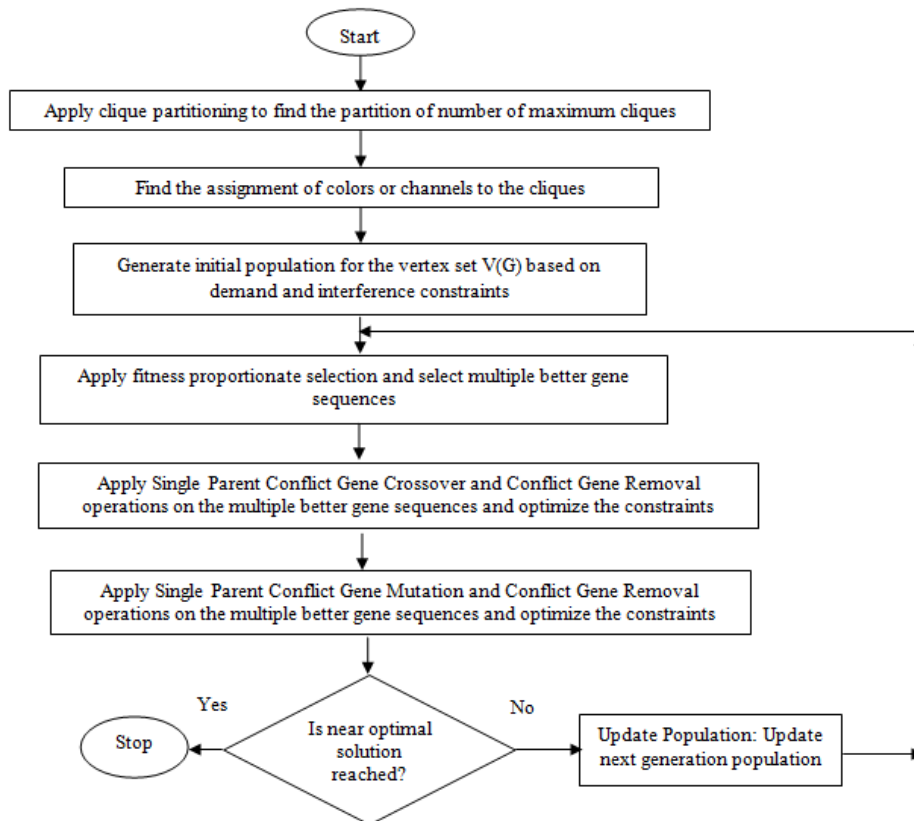 Start
Apply clique partitioning to find the partition of number of maximum cliques
Find the assignment of colors or channels to the cliques
Generate initial population for the vertex set V(G) based on
demand and interference constraints
Apply fitness proportionate selection and select multiple better gene
sequences
Apply Single Parent Conflict Gene Crossover and Conflict Gene Removal
operations on the multiple better gene sequences and optimize the constraints
Apply Single Parent Conflict Gene Mutation and Conflict Gene Removal
operations on the multiple better gene sequences and optimize the constraints
Yes
No
Stop
Is near optimal
solution
reached?
Update Population: Update
next generation population